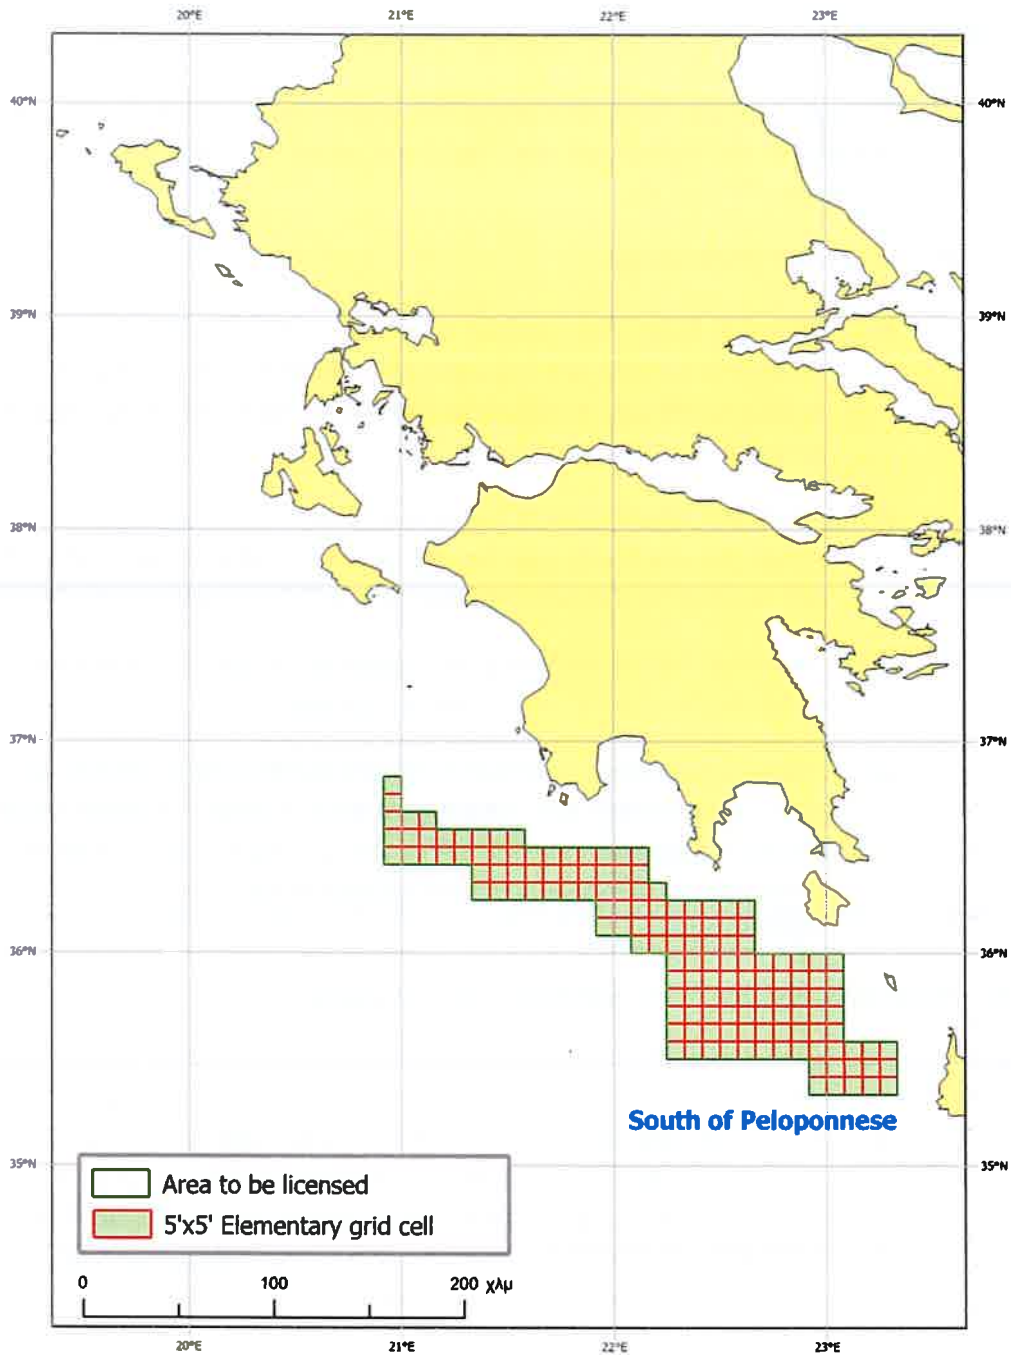 20°E 21°E 22°E 23°E
40°N 40°N
39°N 39°N
38°N 38°N
37°N 37°N
36°N 36°N
South of Peloponnese
35°N 35°N
Area to be licensed
5'x5' Elementary grid cell
0 100 200 χλμ
20°E 21°E 22°E 23°E